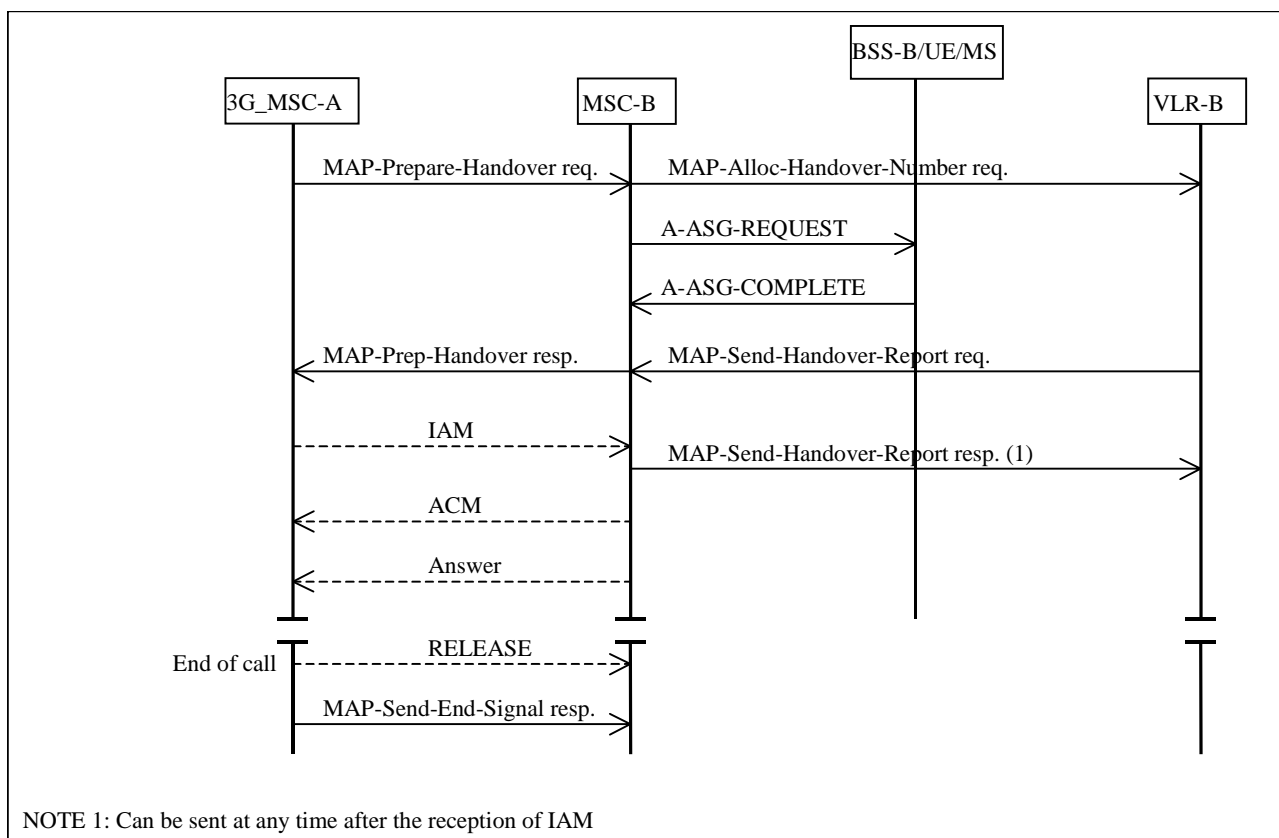 BSS-B/UE/MS
3G_MSC-A
MSC-B
VLR-B
MAP-Prepare-Handover req.
MAP-Alloc-Handover-Number req.
A-ASG-REQUEST
A-ASG-COMPLETE
MAP-Prep-Handover resp.
MAP-Send-Handover-Report req.
IAM
MAP-Send-Handover-Report resp. (1)
ACM
Answer
RELEASE
End of call
MAP-Send-End-Signal resp.
NOTE 1: Can be sent at any time after the reception of IAM